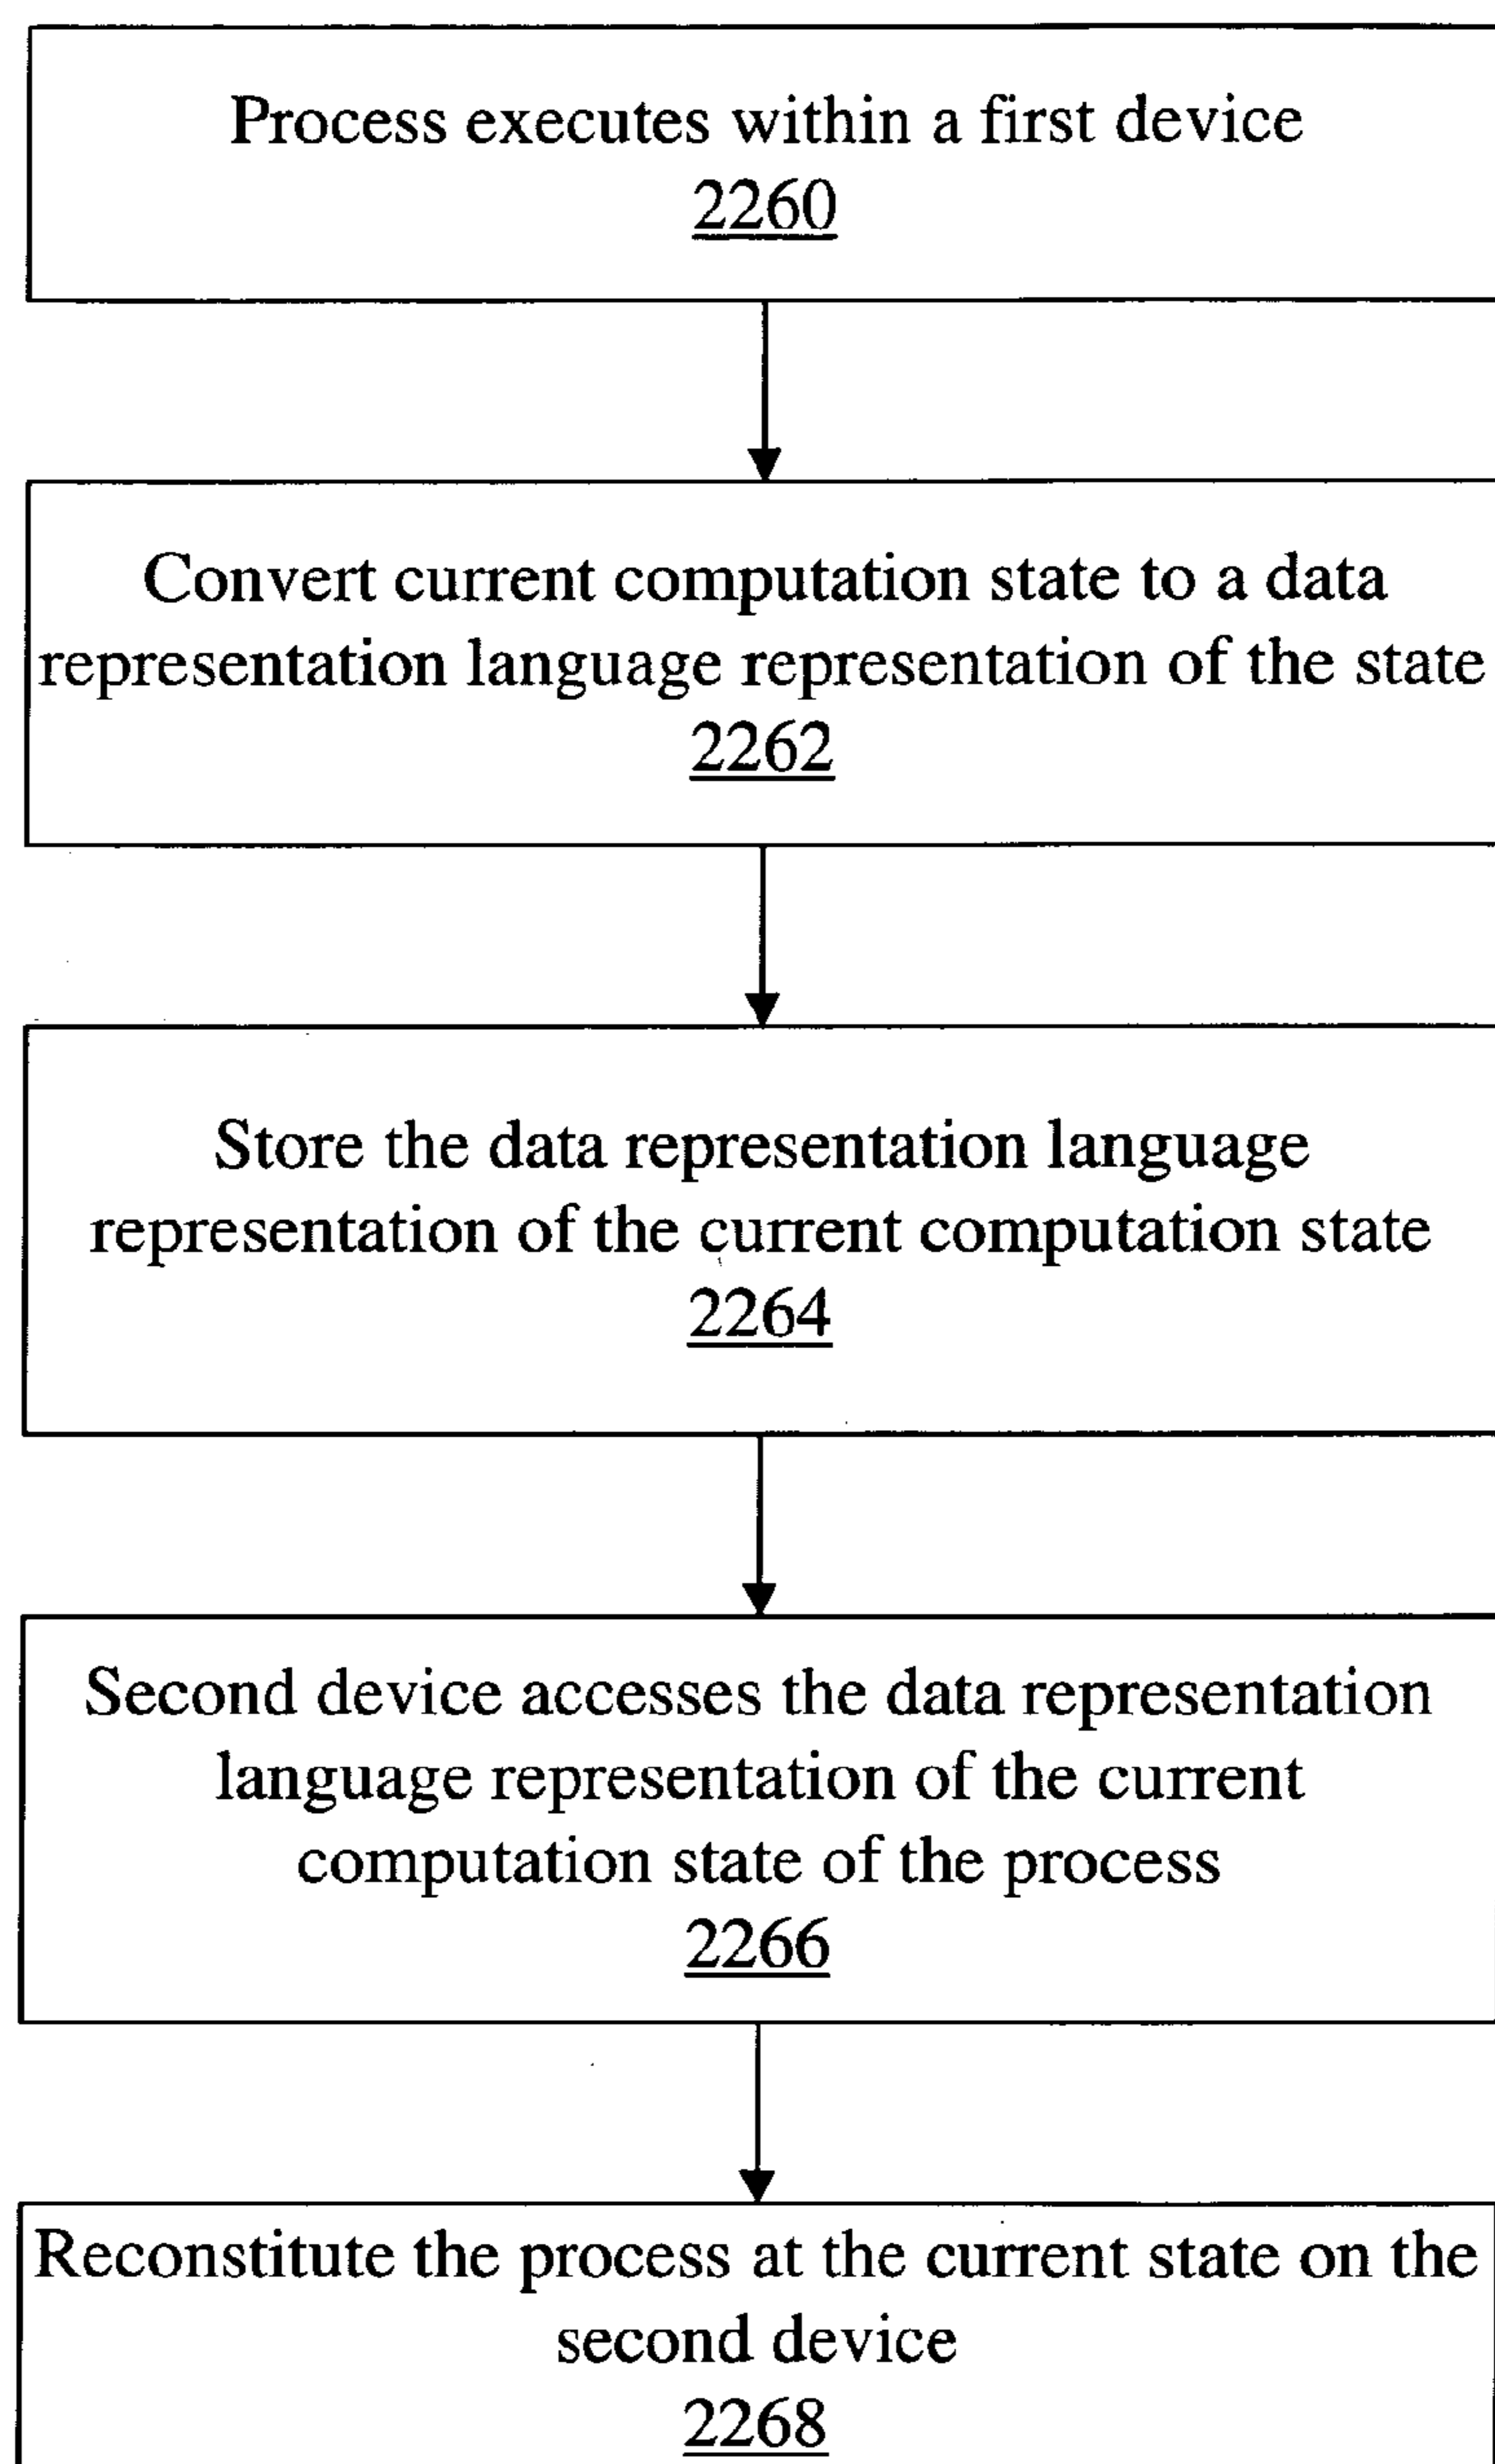 Process executes within a first device
2260
Convert current computation state to a data
representation language representation of the state
2262
Store the data representation language
representation of the current computation state
2264
Second device accesses the data representation
language representation of the current
computation state of the process
2266
Reconstitute the process at the current state on the
second device
2268